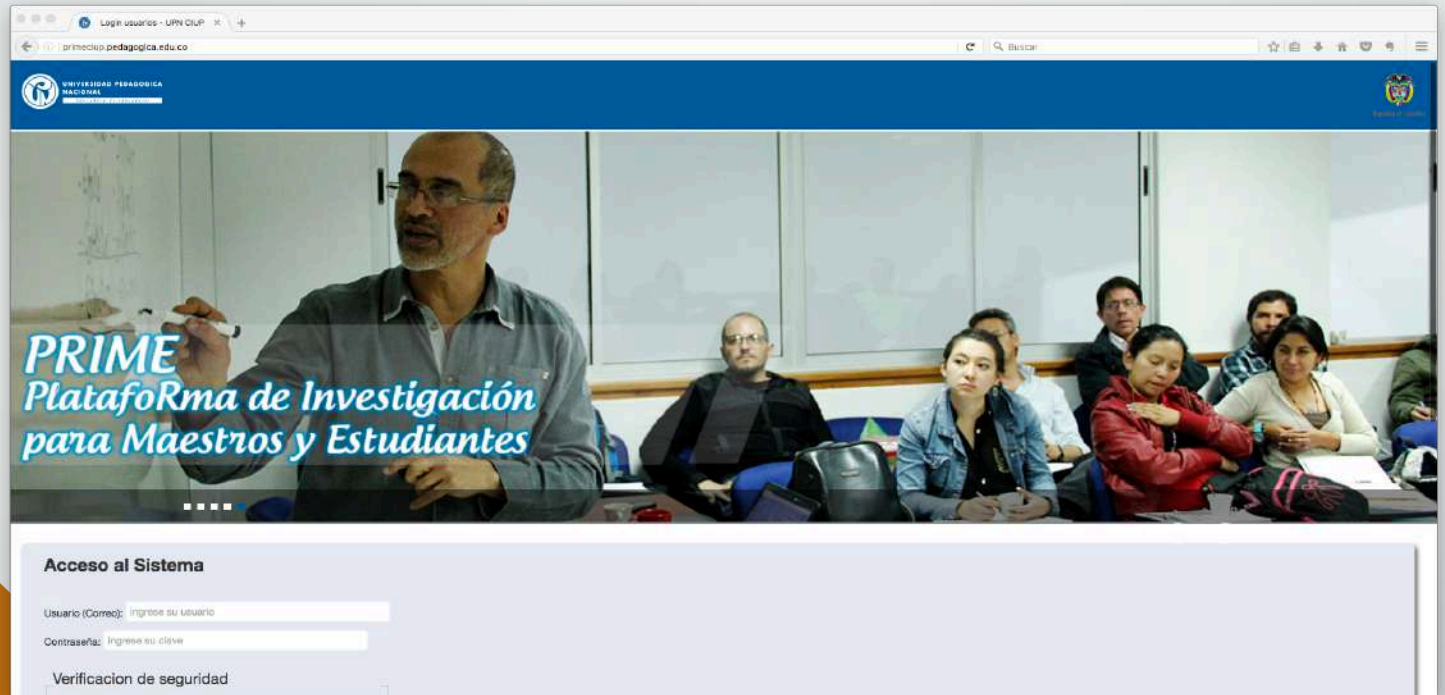 Login usuarios - UPN CIUP
primeciup.pedagogica.edu.co
Buscar
UNIVERSIDAD PEDAGOGICA
NACIONAL
PRIME
PlatafoRma de Investigación
para Maestros y Estudiantes
Acceso al Sistema
Usuario (Correo): Ingrese su usuario
Contraseña: Ingrese su clave
Verificacion de seguridad